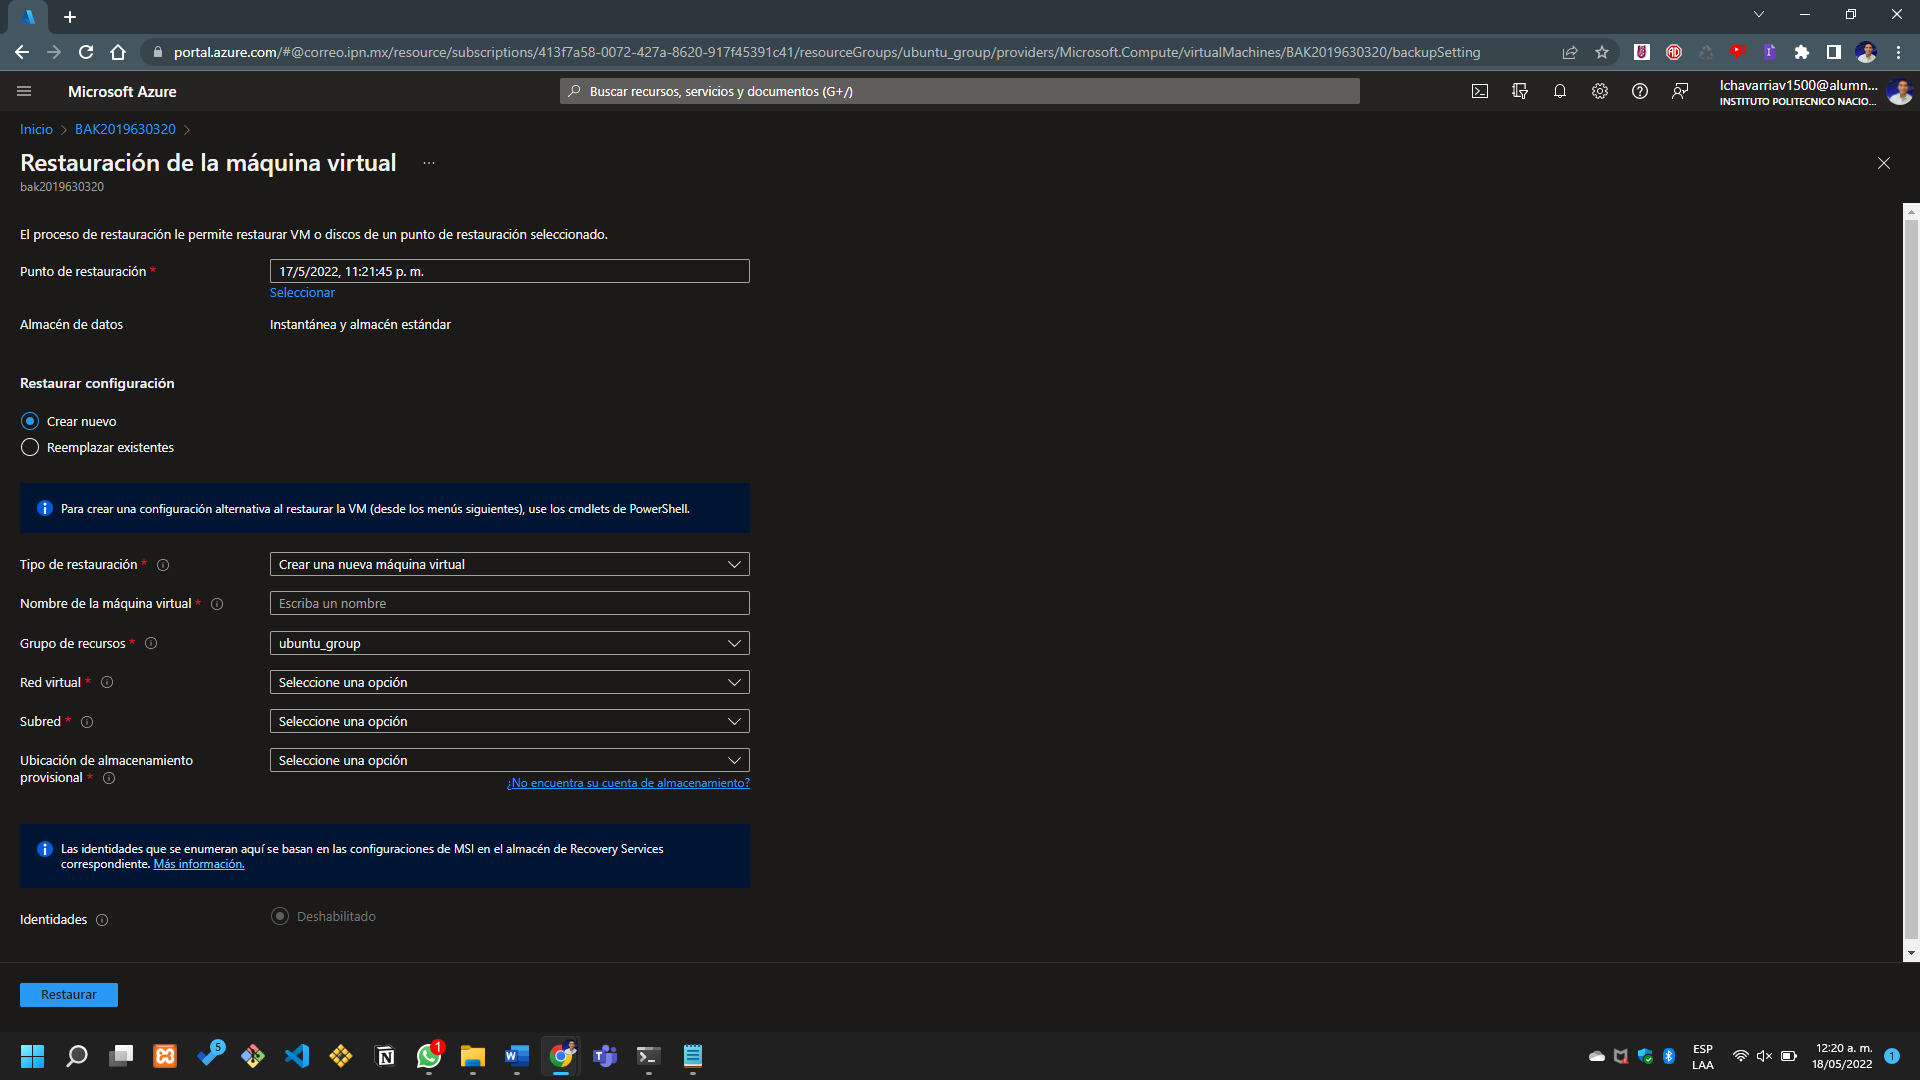 portal.azure.com/#@correo.ipn.mx/resource/subscriptions/413f7a58-0072-427a-8620-917f45391c41/resourceGroups/ubuntu_group/providers/Microsoft.Compute/virtualMachines/BAK2019630320/backupSetting
Microsoft Azure
Buscar recursos, servicios y documentos (G+/)
lchavarriav1500@alumn...
INSTITUTO POLITECNICO NACIO...
Inicio > BAK2019630320 >
Restauración de la máquina virtual ...
bak2019630320
El proceso de restauración le permite restaurar VM o discos de un punto de restauración seleccionado.
Punto de restauración * 17/5/2022, 11:21:45 p. m.
Seleccionar
Almacén de datos Instantánea y almacén estándar
Restaurar configuración
Crear nuevo
Reemplazar existentes
Para crear una configuración alternativa al restaurar la VM (desde los menús siguientes), use los cmdlets de PowerShell.
Tipo de restauración * Crear una nueva máquina virtual
Nombre de la máquina virtual * Escriba un nombre
Grupo de recursos * ubuntu_group
Red virtual * Seleccione una opción
Subred * Seleccione una opción
Ubicación de almacenamiento
provisional * Seleccione una opción
¿No encuentra su cuenta de almacenamiento?
Las identidades que se enumeran aquí se basan en las configuraciones de MSI en el almacén de Recovery Services
correspondiente. Más información.
Identidades Deshabilitado
Restaurar
5
1
ESP
LAA
12:20 a. m.
18/05/2022
1